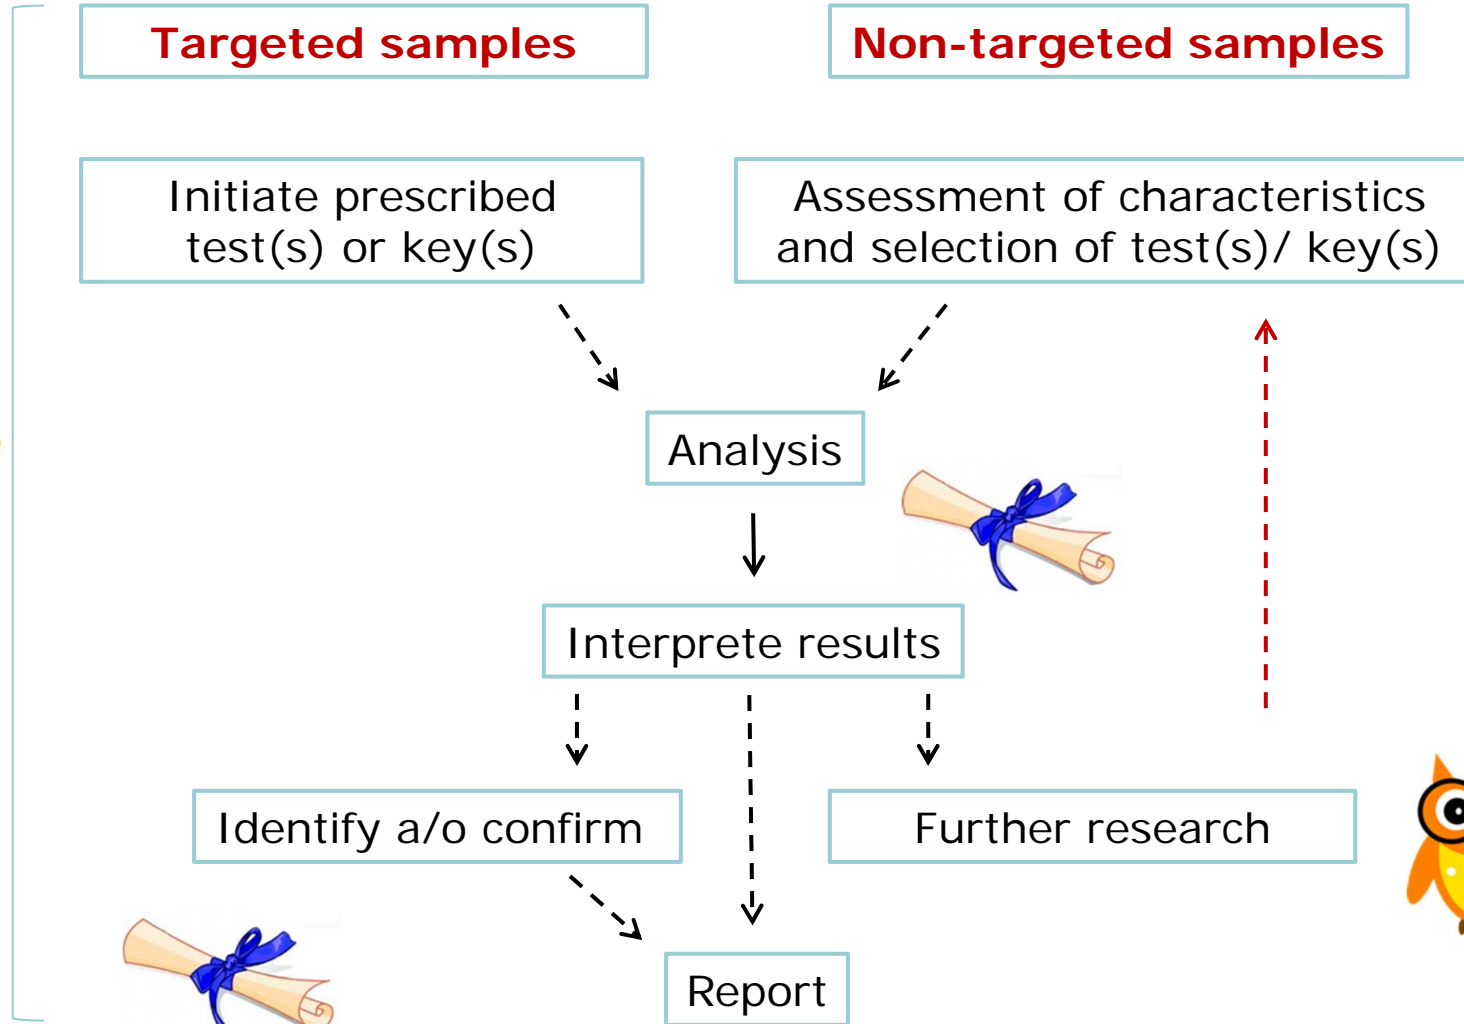 Targeted samples
Non-targeted samples
Initiate prescribed
test(s) or key(s)
Assessment of characteristics
and selection of test(s)/ key(s)
Analysis
Interprete results
Identify a/o confirm
Further research
Report